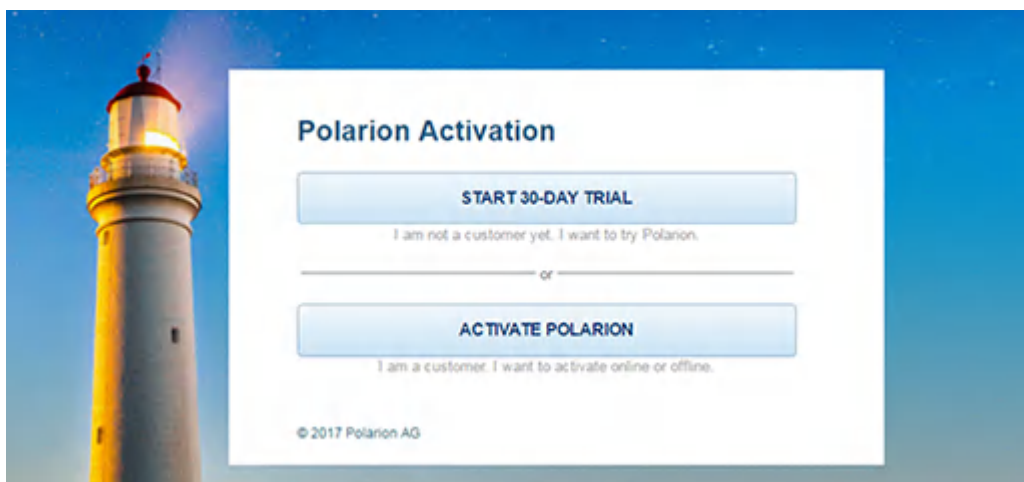 Polarion Activation
START 30-DAY TRIAL
I am not a customer yet. I want to try Polarion.
or
ACTIVATE POLARION
I am a customer. I want to activate online or offline.
© 2017 Polarion AG